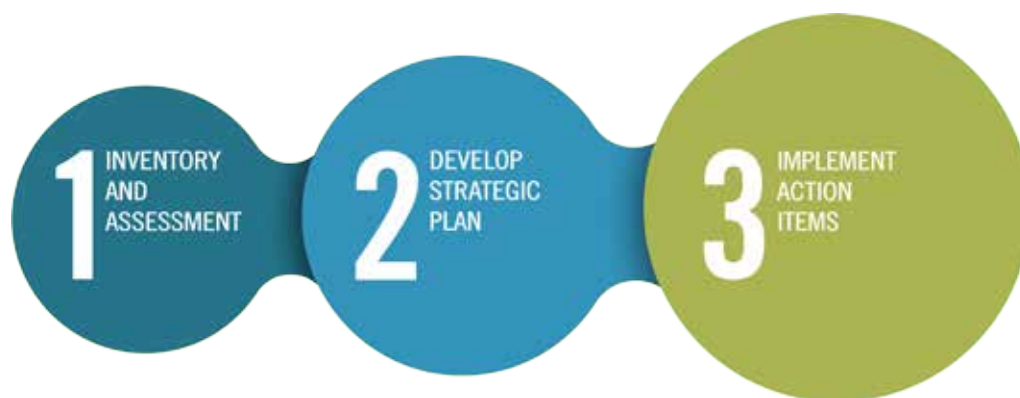 1
INVENTORY
AND
ASSESSMENT
2
DEVELOP
STRATEGIC
PLAN
3
IMPLEMENT
ACTION
ITEMS